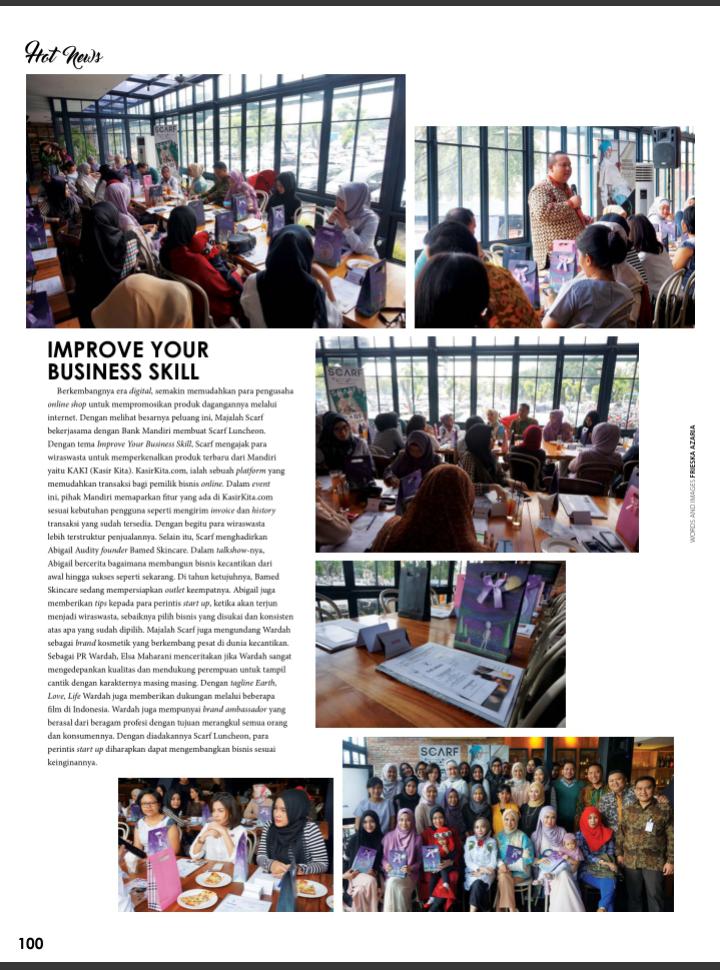 Hot News
SCARF
IMPROVE YOUR
BUSINESS SKILL
Berkembangnya era digital, semakin memudahkan para pengusaha
online shop untuk mempromosikan produk dagangannya melalui
internet. Dengan melihat besarnya peluang ini, Majalah Scarf
bekerjasama dengan Bank Mandiri membuat Scarf Luncheon.
Dengan tema Improve Your Business Skill, Scarf mengajak para
wiraswasta untuk memperkenalkan produk terbaru dari Mandiri
yaitu KAKI (Kasir Kita). KasirKita.com, ialah sebuah platform yang
memudahkan transaksi bagi pemilik bisnis online. Dalam event
ini, pihak Mandiri memaparkan fitur yang ada di KasirKita.com
sesuai kebutuhan pengguna seperti mengirim invoice dan history
transaksi yang sudah tersedia. Dengan begitu para wiraswasta
lebih terstruktur penjualannya. Selain itu, Scarf menghadirkan
Abigail Audity founder Bamed Skincare. Dalam talkshow-nya,
Abigail bercerita bagaimana membangun bisnis kecantikan dari
awal hingga sukses seperti sekarang. Di tahun ketujuhnya, Bamed
Skincare sedang mempersiapkan outlet keempatnya. Abigail juga
memberikan tips kepada para perintis start up, ketika akan terjun
menjadi wiraswasta, sebaiknya pilih bisnis yang disukai dan konsisten
atas apa yang sudah dipilih. Majalah Scarf juga mengundang Wardah
sebagai brand kosmetik yang berkembang pesat di dunia kecantikan.
Sebagai PR Wardah, Elsa Maharani menceritakan jika Wardah sangat
mengedepankan kualitas dan mendukung perempuan untuk tampil
cantik dengan karakternya masing masing. Dengan tagline Earth,
Love, Life Wardah juga memberikan dukungan melalui beberapa
film di Indonesia. Wardah juga mempunyai brand ambassador yang
berasal dari beragam profesi dengan tujuan merangkul semua orang
dan konsumennya. Dengan diadakannya Scarf Luncheon, para
perintis start up diharapkan dapat mengembangkan bisnis sesuai
keinginannya.
SCARF
WORDS AND IMAGES FRIESKA AZARIA
SCARF
100